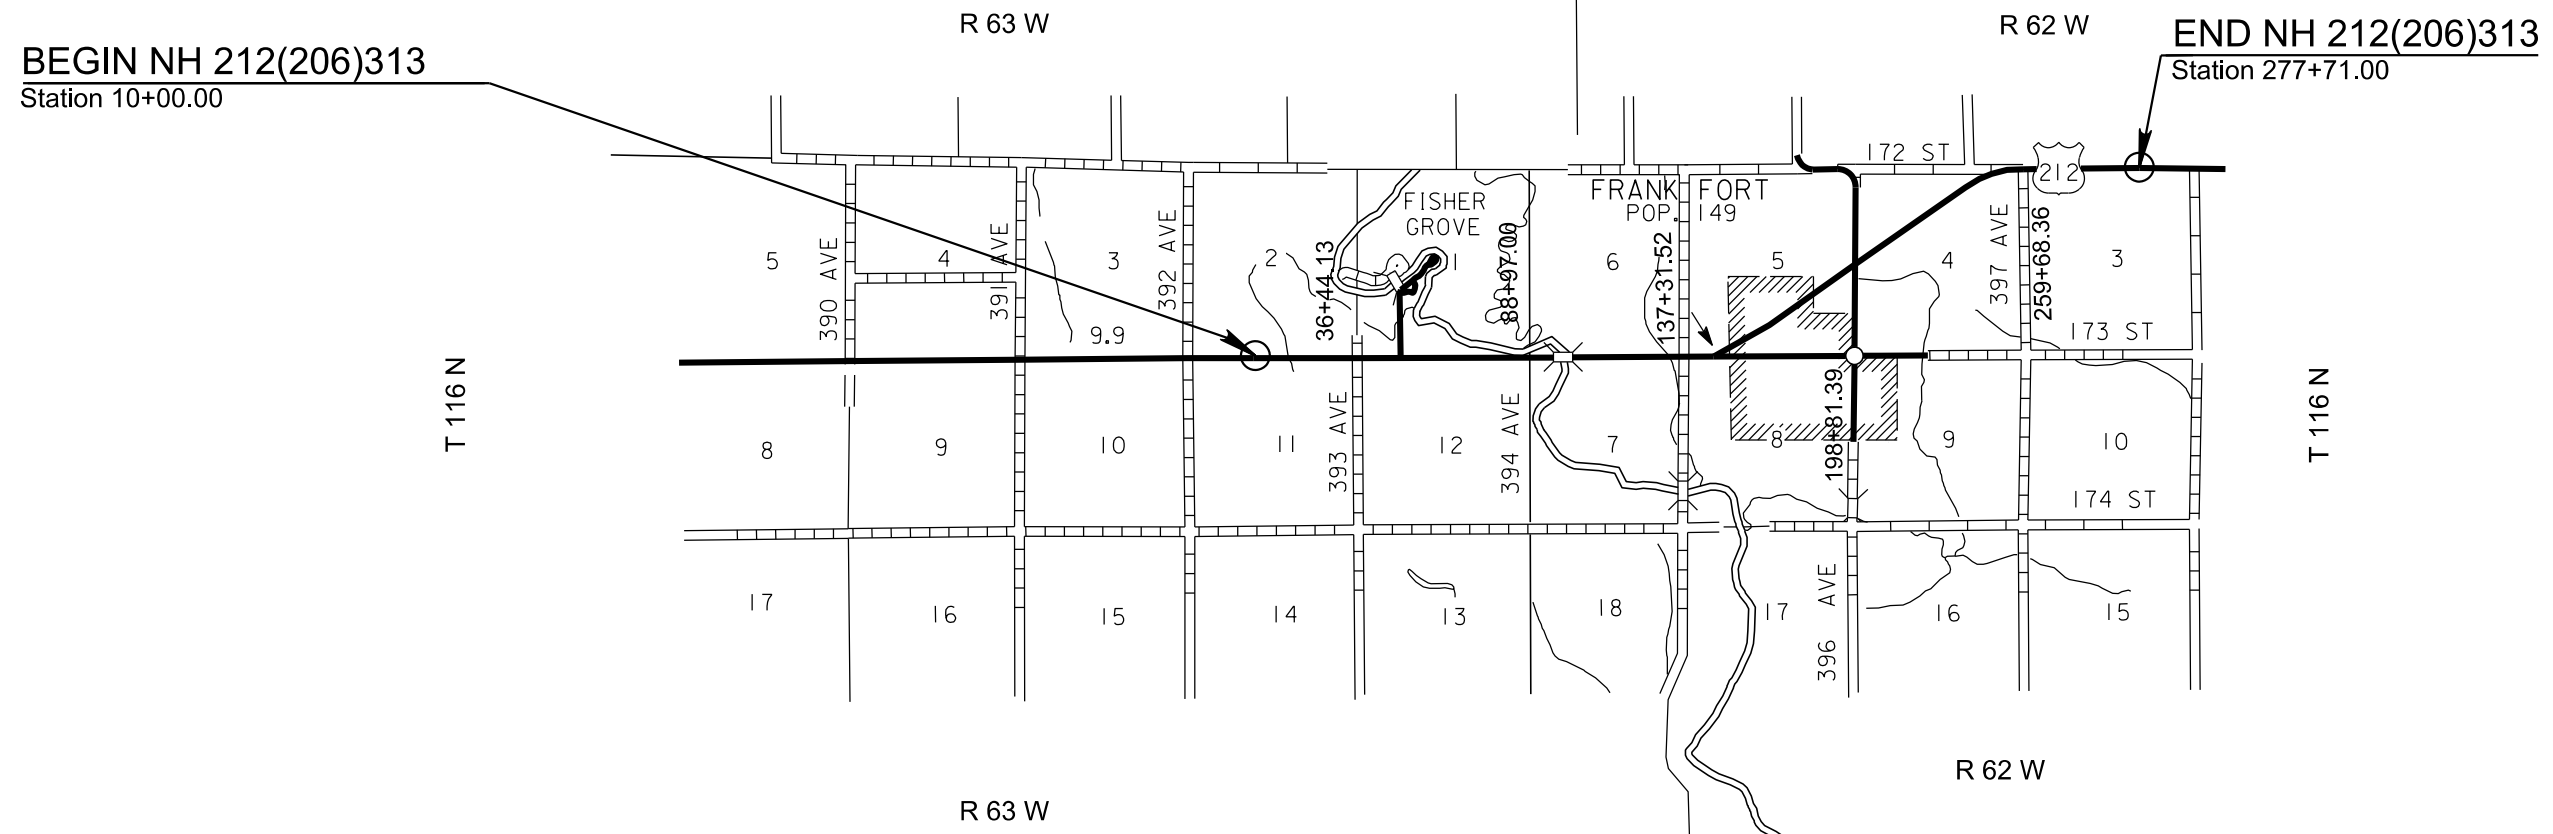 R 63 W
R 62 W
BEGIN NH 212(206)313
Station 10+00.00
END NH 212(206)313
Station 277+71.00
172 ST
212
FRANK FORT
POP. 149
FISHER
GROVE
5
390 AVE
4
391 AVE
3
392 AVE
2
36+44.13
1
88+97.00
6
137+31.52
5
4
397 AVE
259+68.36
3
9.9
173 ST
T 116 N
T 116 N
8
9
10
11
393 AVE
12
394 AVE
7
8
198+81.39
9
10
174 ST
17
16
15
14
13
18
17
396 AVE
16
15
R 62 W
R 63 W